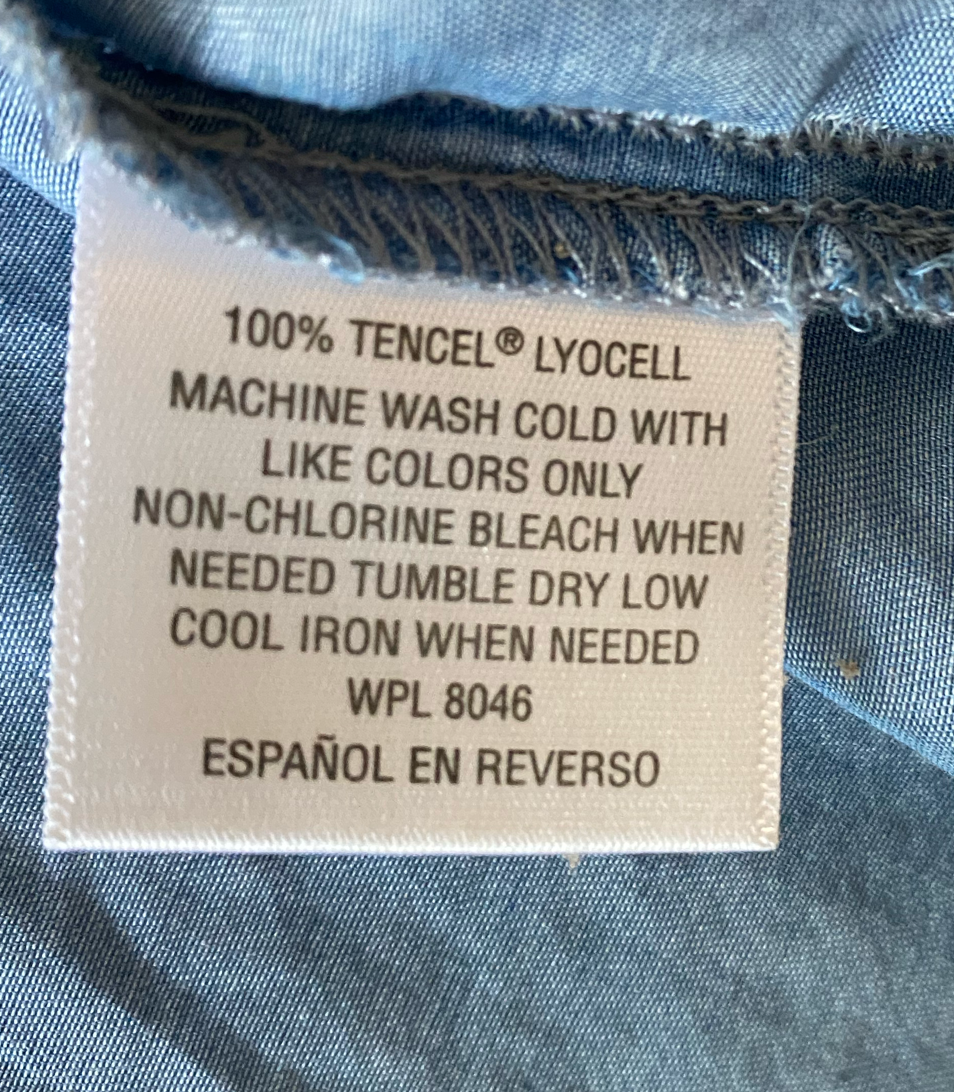 100% TENCEL® LYOCELL
MACHINE WASH COLD WITH
LIKE COLORS ONLY
NON-CHLORINE BLEACH WHEN
NEEDED TUMBLE DRY LOW
COOL IRON WHEN NEEDED
WPL 8046
ESPAÑOL EN REVERSO